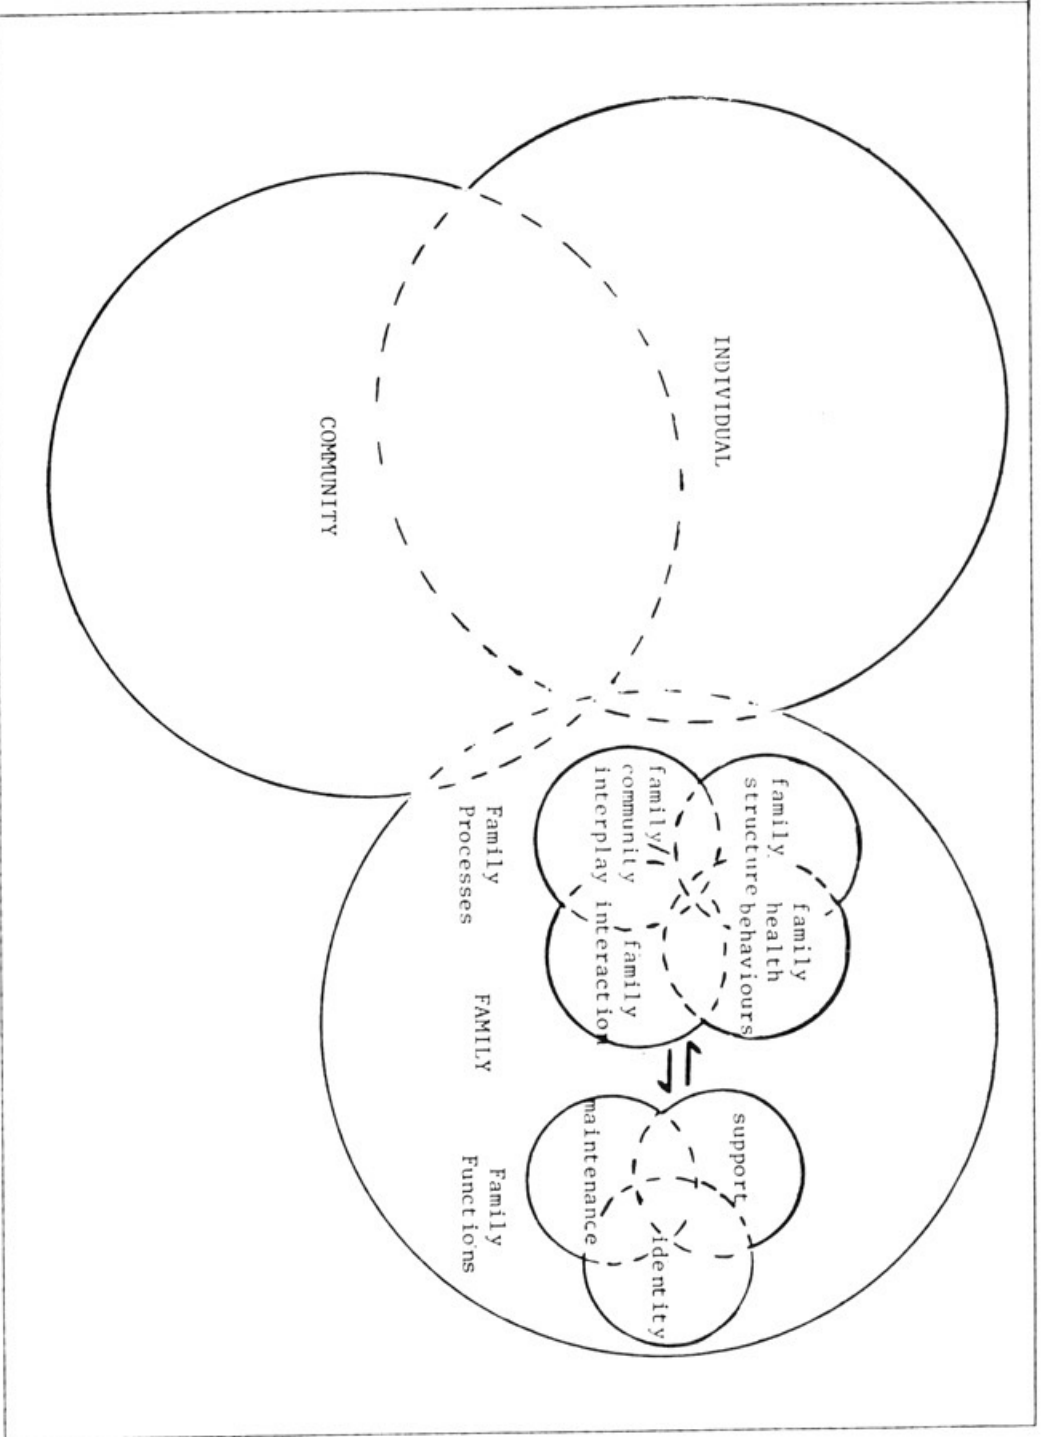 INDIVIDUAL
COMMUNITY
family
structure
family
health
behaviours
family/
community
interplay
family
interaction
Family
Processes
FAMILY
support
maintenance
identity
Family
Functions